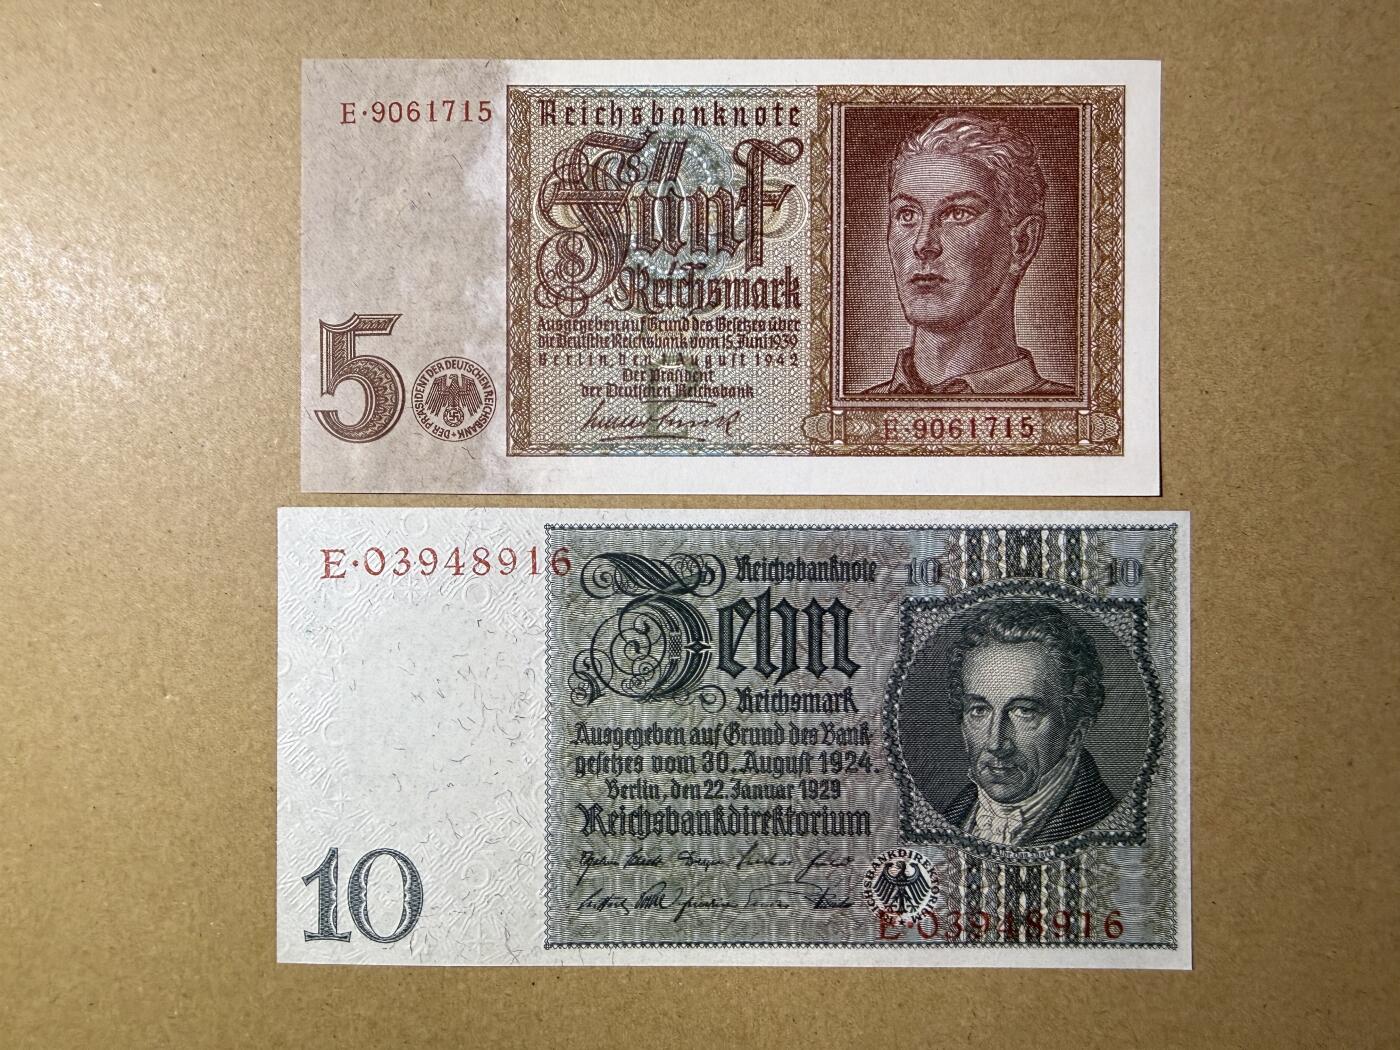 E·9061715
Reichsbanknote
Fünf
Reichsmark
Ausgegeben auf Grund des Gesetzes über
die Deutsche Reichsbank vom 15. Juni 1939
Berlin, den 1. August 1942
Der Präsident
der Deutschen Reichsbank
5
DER PRÄSIDENT DER DEUTSCHEN REICHSBANK
E·9061715
E·03948916
Reichsbanknote
Zehn
Reichsmark
Ausgegeben auf Grund des Bank-
gesetzes vom 30. August 1924.
Berlin, den 22. Januar 1929
Reichsbankdirektorium
10
10 10
REICHSBANKDIREKTORIUM
E·03948916